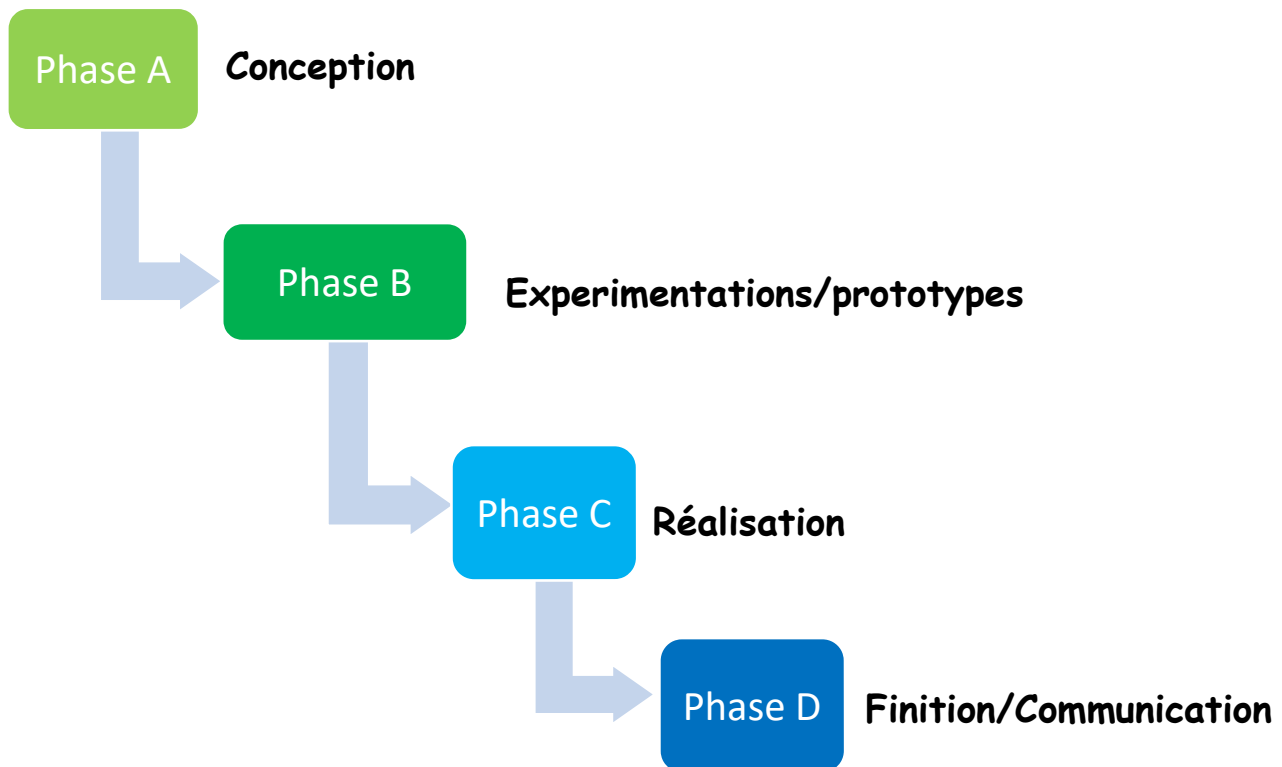 Phase A
Conception
Phase B
Experimentations/prototypes
Phase C
Réalisation
Phase D
Finition/Communication